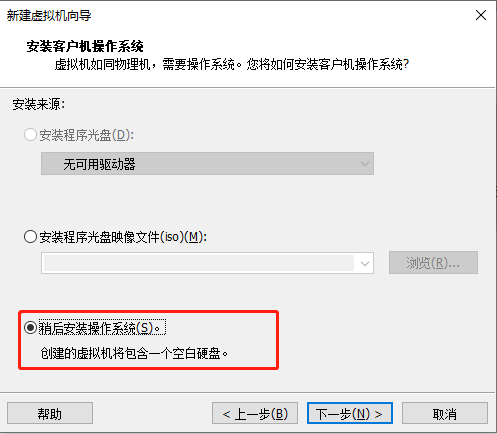 新建虚拟机向导
安装客户机操作系统
虚拟机如同物理机，需要操作系统。您将如何安装客户机操作系统?
安装来源:
安装程序光盘(D):
无可用驱动器
安装程序光盘映像文件(iso)(M):
浏览(R)...
稍后安装操作系统(S)。
创建的虚拟机将包含一个空白硬盘。
帮助
< 上一步(B)
下一步(N) >
取消